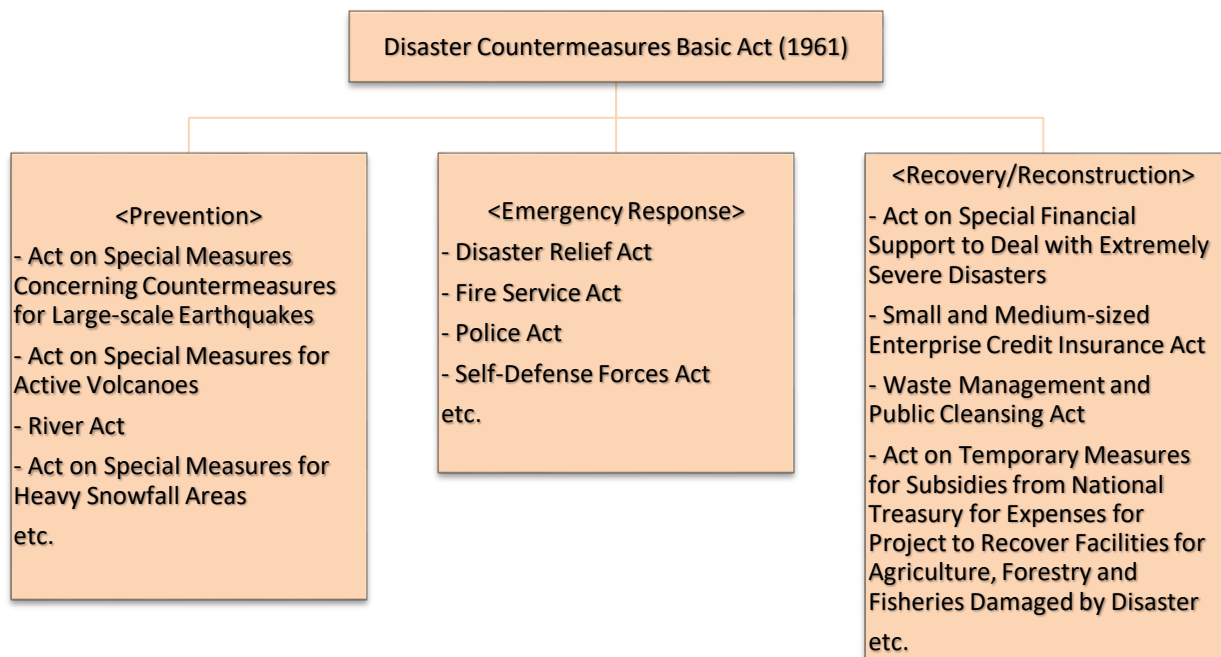 Disaster Countermeasures Basic Act (1961)
<Prevention>
- Act on Special Measures
Concerning Countermeasures
for Large-scale Earthquakes
- Act on Special Measures for
Active Volcanoes
- River Act
- Act on Special Measures for
Heavy Snowfall Areas
etc.
<Emergency Response>
- Disaster Relief Act
- Fire Service Act
- Police Act
- Self-Defense Forces Act
etc.
<Recovery/Reconstruction>
- Act on Special Financial
Support to Deal with Extremely
Severe Disasters
- Small and Medium-sized
Enterprise Credit Insurance Act
- Waste Management and
Public Cleansing Act
- Act on Temporary Measures
for Subsidies from National
Treasury for Expenses for
Project to Recover Facilities for
Agriculture, Forestry and
Fisheries Damaged by Disaster
etc.